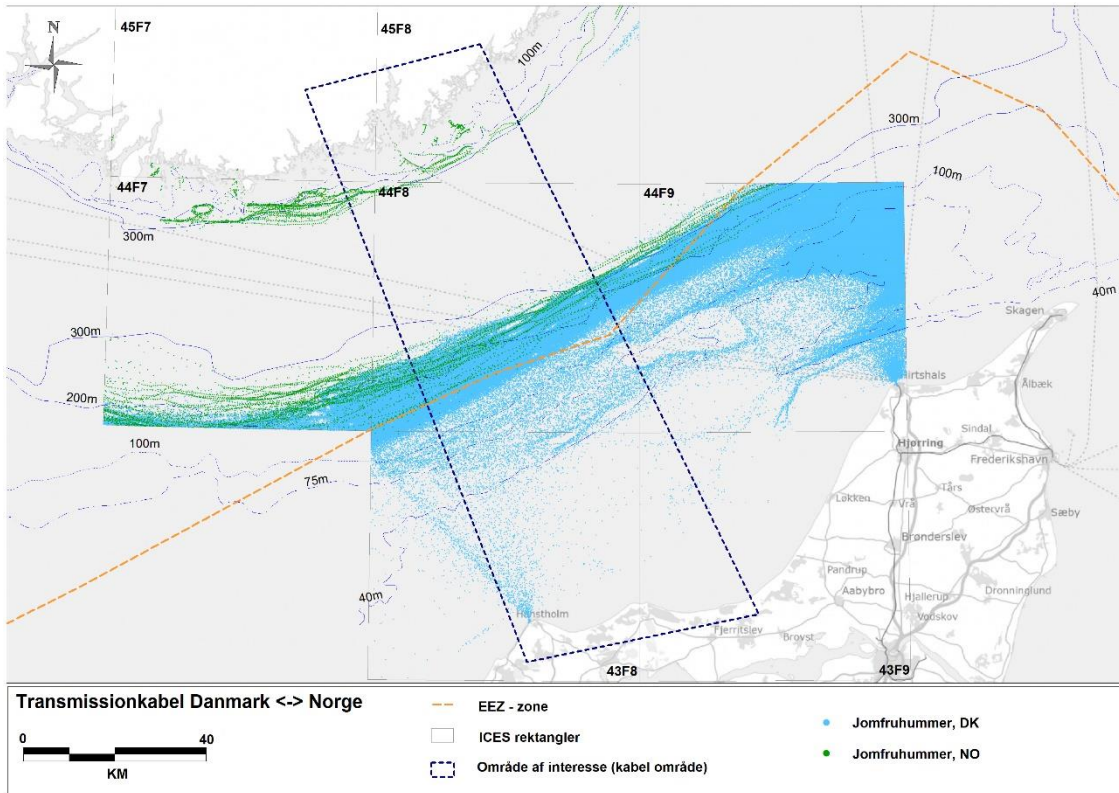 45F7
45F8
N
100m
300m
44F7
44F8
44F9
100m
300m
40m
Skagen
300m
Hirtshals
Ålbæk
200m
Sindal
Hjørring
100m
Frederikshavn
75m
Tårs
Løkken
Vrå
Østervrå
Sæby
Brønderslev
Pandrup
40m
Aabybro
Hjallerup
Dronninglund
Hanstholm
Vodskov
Fjerritslev
Brovst
43F8
43F9
Transmissionkabel Danmark <-> Norge
0 40
KM
EEZ - zone
ICES rektangler
Område af interesse (kabel område)
Jomfruhummer, DK
Jomfruhummer, NO